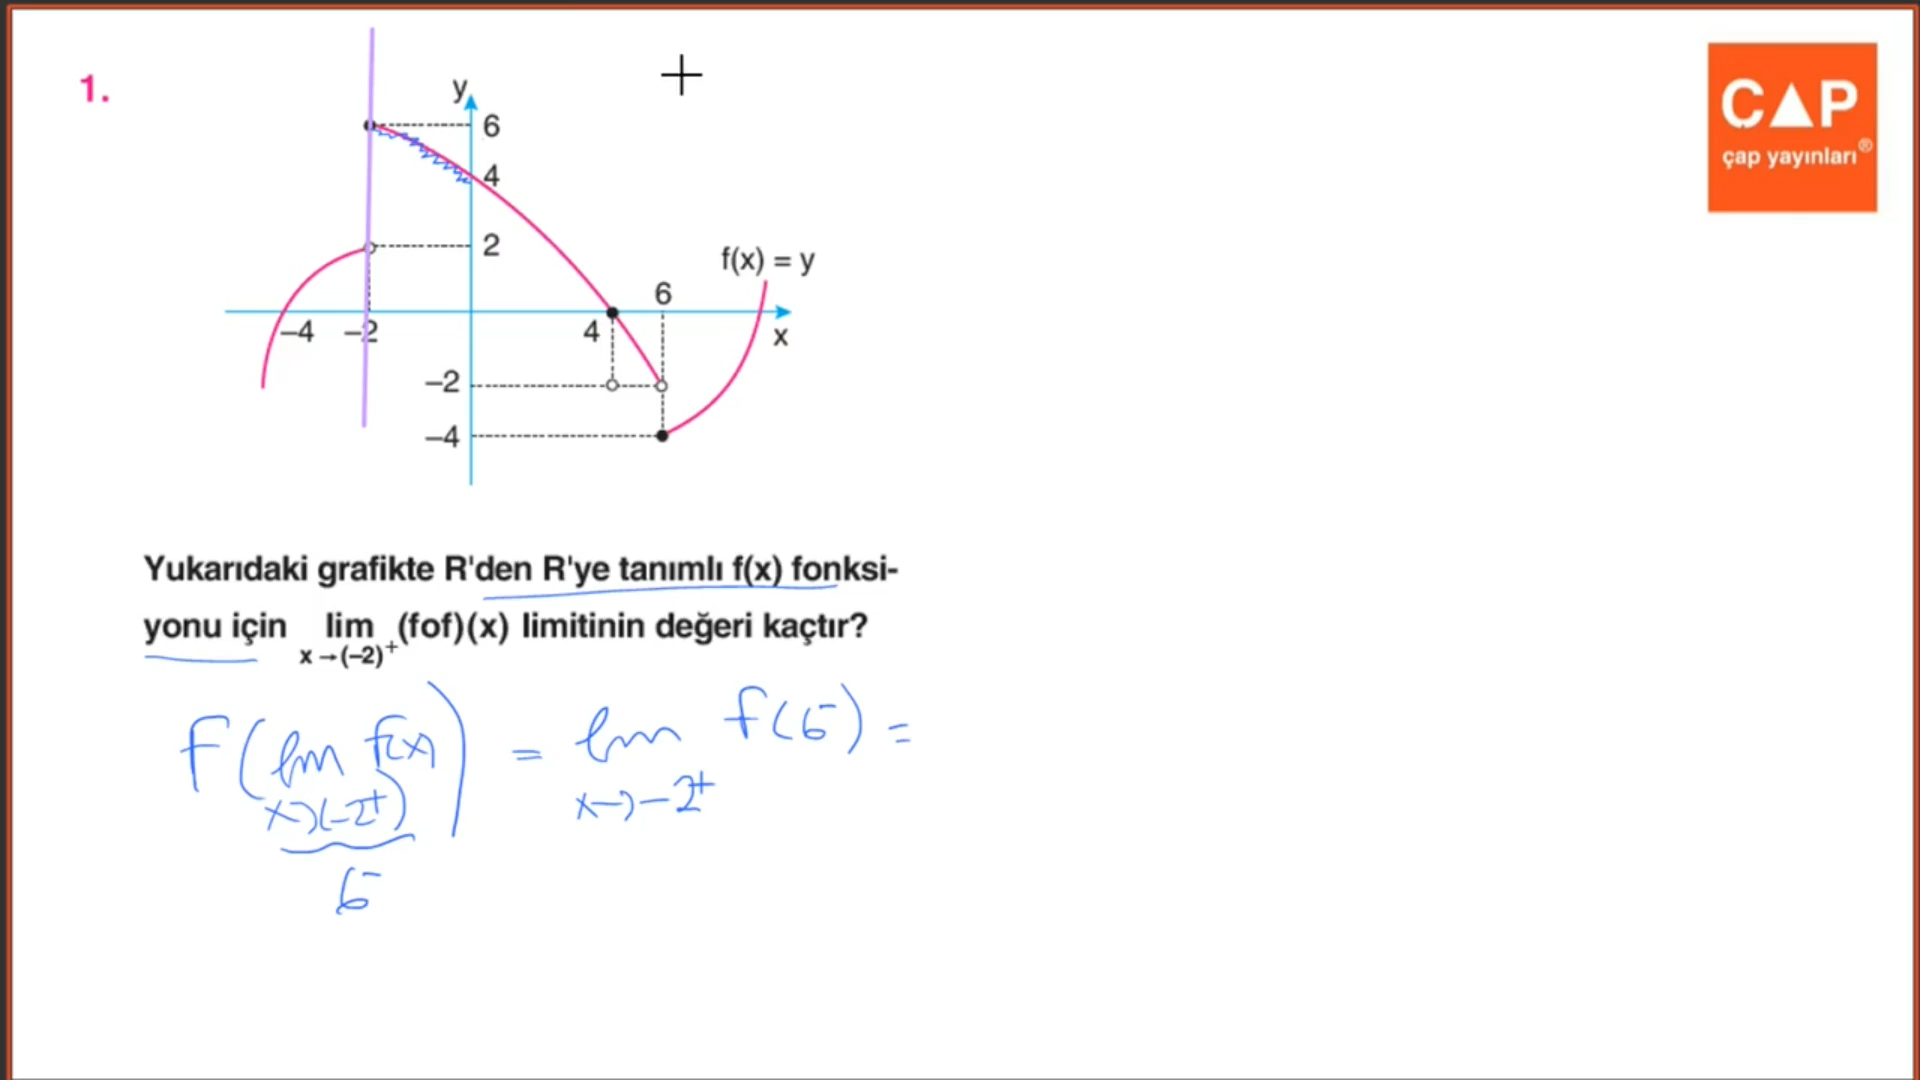 1.
ÇAP
çap yayınları®
y
6
4
2
f(x) = y
6
–4 –2
4
x
–2
–4
Yukarıdaki grafikte R'den R'ye tanımlı f(x) fonksi-
yonu için lim (fof)(x) limitinin değeri kaçtır?
x→(–2)⁺
F(lim f(x)) = lim f(6⁻) =
x→(-2⁺) x→-2⁺
6⁻